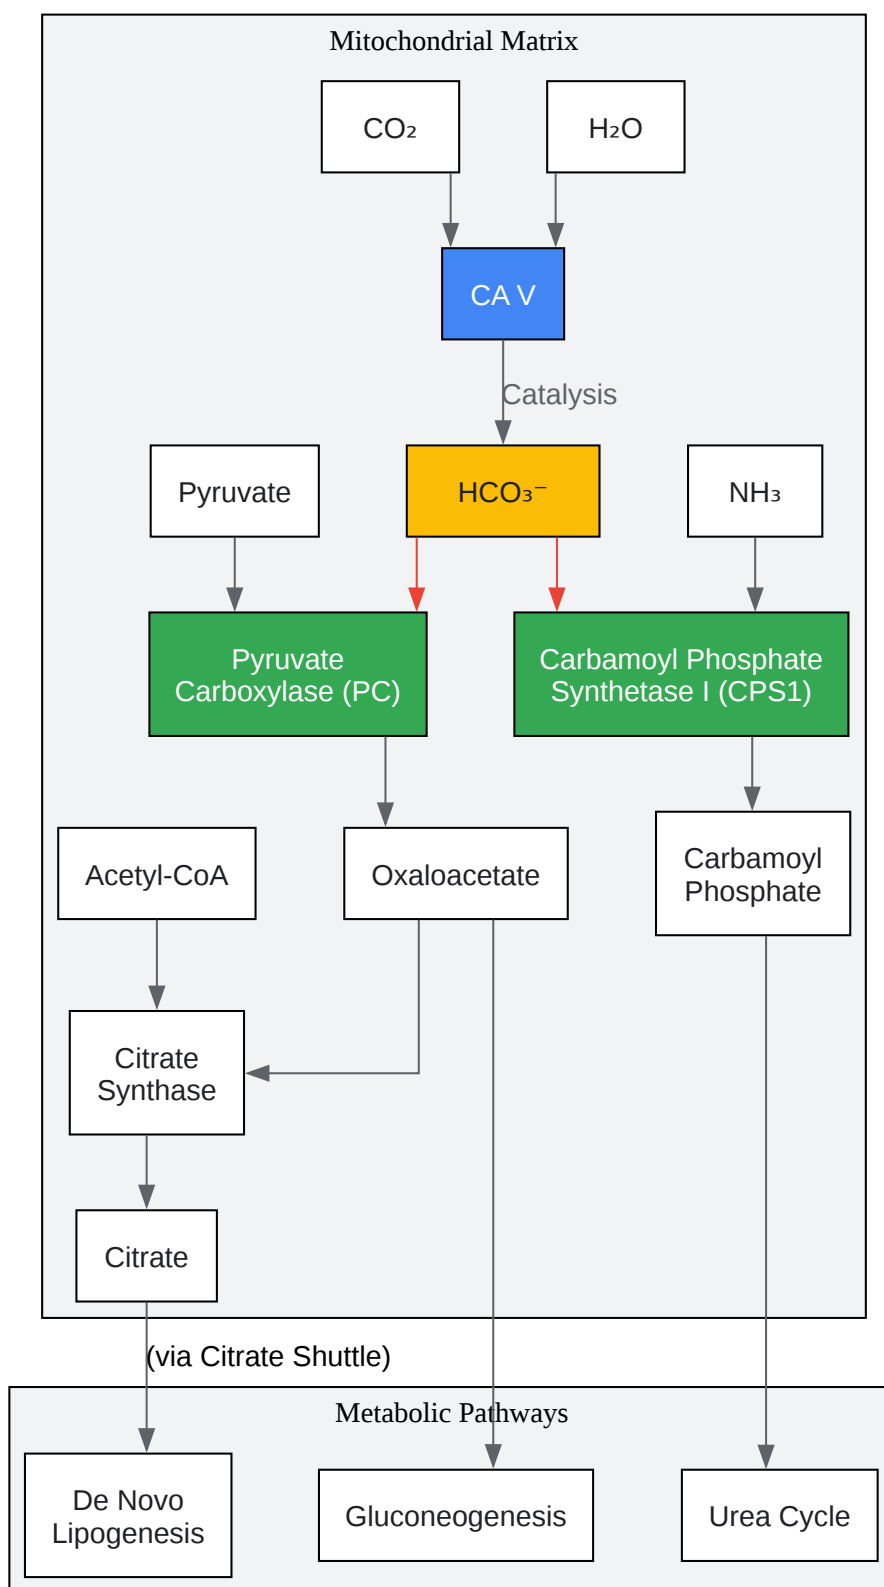 Mitochondrial Matrix
CO₂
H₂O
CA V
Catalysis
Pyruvate
HCO₃⁻
NH₃
Pyruvate
Carboxylase (PC)
Carbamoyl Phosphate
Synthetase I (CPS1)
Acetyl-CoA
Oxaloacetate
Carbamoyl
Phosphate
Citrate
Synthase
Citrate
(via Citrate Shuttle)
Metabolic Pathways
De Novo
Lipogenesis
Gluconeogenesis
Urea Cycle